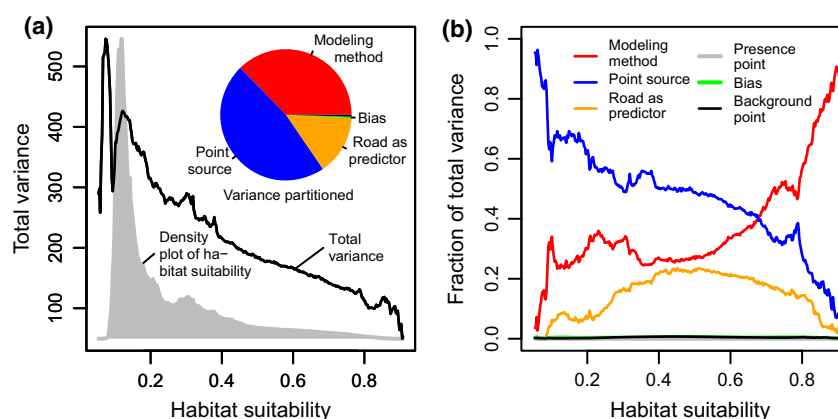 (a)
Total variance
500
400
300
200
100
Modeling
method
Bias
Road as
predictor
Point
source
Variance partitioned
Density
plot of ha-
bitat suitability
Total
variance
0.2 0.4 0.6 0.8
Habitat suitability
(b)
Fraction of total variance
1.0
0.8
0.6
0.4
0.2
0.0
Modeling
method
Point source
Road as
predictor
Presence
point
Bias
Background
point
0.2 0.4 0.6 0.8
Habitat suitability